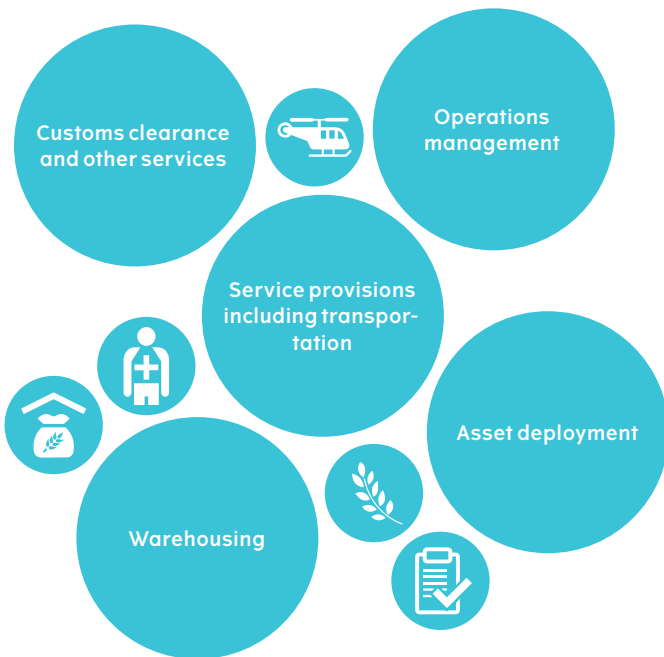 Customs clearance
and other services
Operations
management
Service provisions
including transpor-
tation
Asset deployment
Warehousing